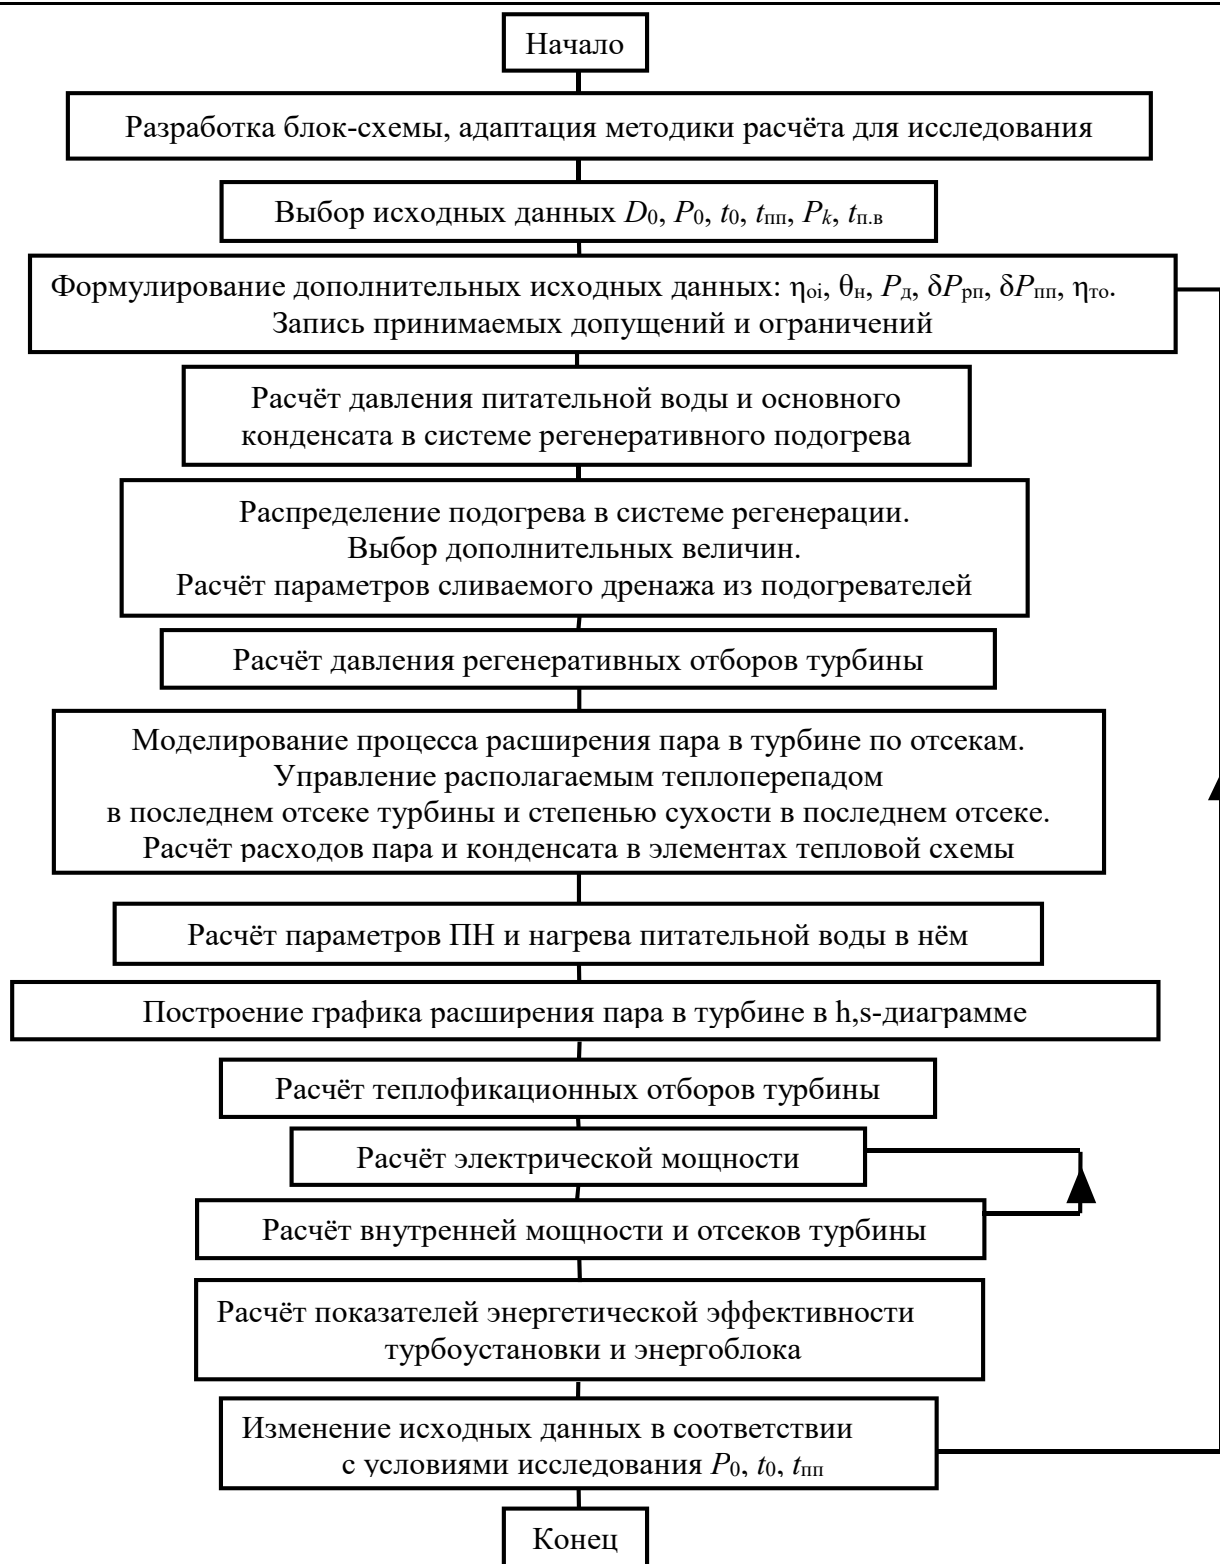 Начало
Разработка блок-схемы, адаптация методики расчёта для исследования
Выбор исходных данных D₀, P₀, t₀, tпп, Pk, tп.в
Формулирование дополнительных исходных данных: ηoi, θн, Pд, δPрп, δPпп, ηто.
Запись принимаемых допущений и ограничений
Расчёт давления питательной воды и основного
конденсата в системе регенеративного подогрева
Распределение подогрева в системе регенерации.
Выбор дополнительных величин.
Расчёт параметров сливаемого дренажа из подогревателей
Расчёт давления регенеративных отборов турбины
Моделирование процесса расширения пара в турбине по отсекам.
Управление располагаемым теплоперепадом
в последнем отсеке турбины и степенью сухости в последнем отсеке.
Расчёт расходов пара и конденсата в элементах тепловой схемы
Расчёт параметров ПН и нагрева питательной воды в нём
Построение графика расширения пара в турбине в h,s-диаграмме
Расчёт теплофикационных отборов турбины
Расчёт электрической мощности
Расчёт внутренней мощности и отсеков турбины
Расчёт показателей энергетической эффективности
турбоустановки и энергоблока
Изменение исходных данных в соответствии
с условиями исследования P₀, t₀, tпп
Конец